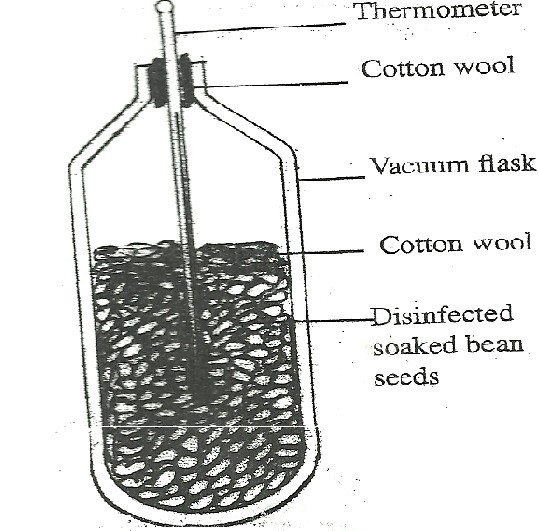 Thermometer
Cotton wool
Vacuum flask
Cotton wool
Disinfected
soaked bean
seeds